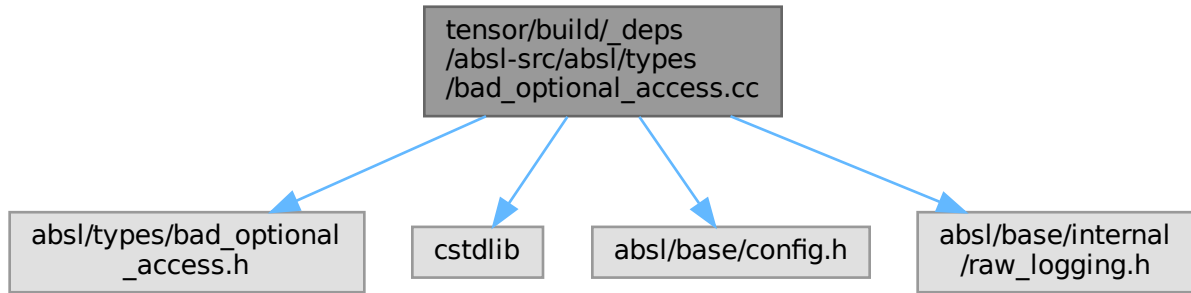 tensor/build/_deps
/absl-src/absl/types
/bad_optional_access.cc
absl/types/bad_optional
_access.h
cstdlib
absl/base/config.h
absl/base/internal
/raw_logging.h